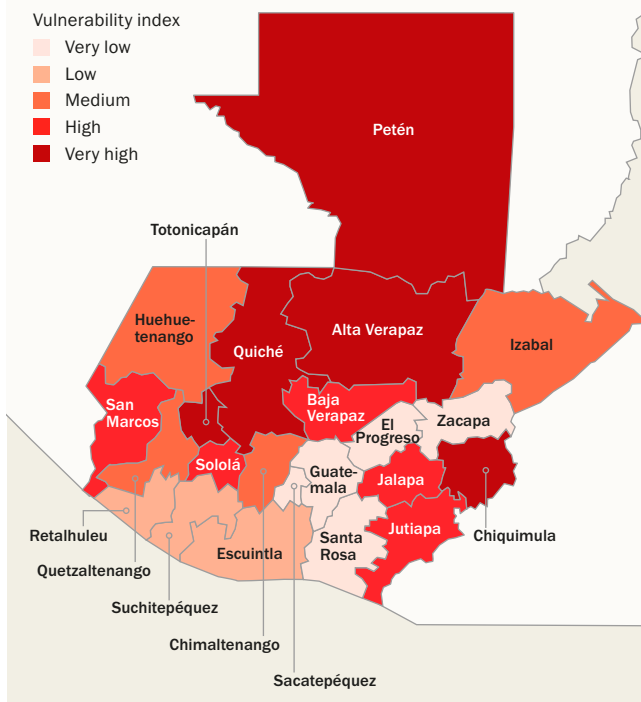 Vulnerability index
Very low
Low
Medium
High
Very high
Petén
Totonicapán
Huehue-
tenango
Quiché
Alta Verapaz
Izabal
San
Marcos
Baja
Verapaz
El
Progreso
Zacapa
Sololá
Guate-
mala
Jalapa
Retalhuleu
Quetzaltenango
Suchitepéquez
Escuintla
Santa
Rosa
Jutiapa
Chiquimula
Chimaltenango
Sacatepéquez